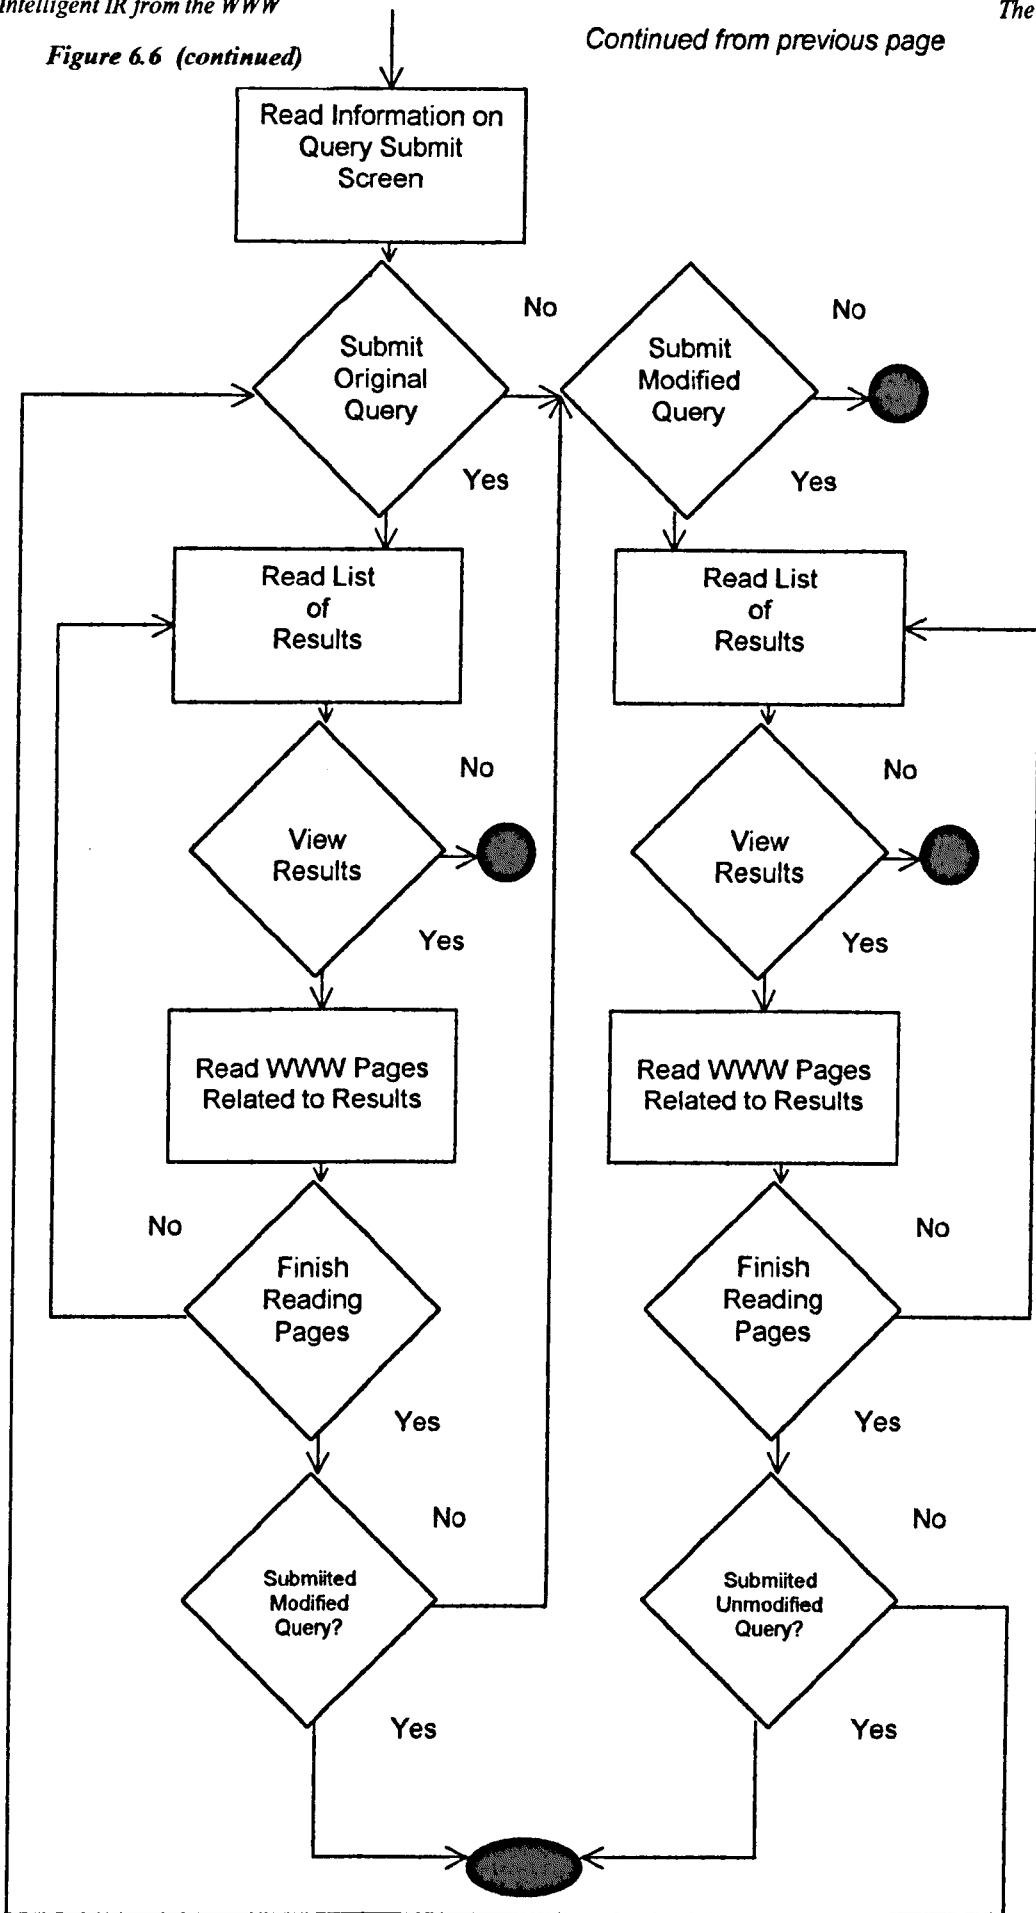 Intelligent IR from the WWW
The
Figure 6.6 (continued)
Continued from previous page
Read Information on
Query Submit
Screen
No
No
Submit
Original
Query
Submit
Modified
Query
Yes
Yes
Read List
of
Results
Read List
of
Results
No
No
View
Results
View
Results
Yes
Yes
Read WWW Pages
Related to Results
Read WWW Pages
Related to Results
No
No
Finish
Reading
Pages
Finish
Reading
Pages
Yes
Yes
No
No
Submiited
Modified
Query?
Submiited
Unmodified
Query?
Yes
Yes